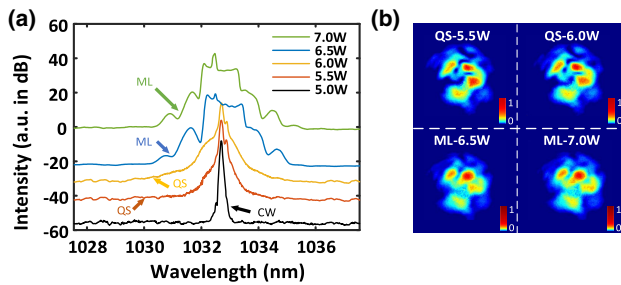 (a)
Intensity (a.u. in dB)
60
40
20
0
-20
-40
-60
1028
1030
1032
1034
1036
Wavelength (nm)
7.0W
6.5W
6.0W
5.5W
5.0W
ML
ML
QS
QS
CW
(b)
QS-5.5W
QS-6.0W
1
0
1
0
ML-6.5W
ML-7.0W
1
0
1
0